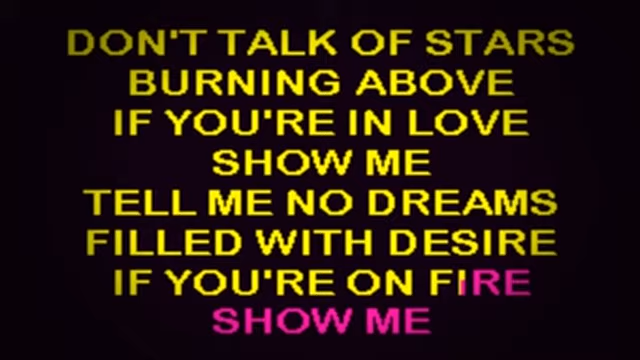 DON'T TALK OF STARS
BURNING ABOVE
IF YOU'RE IN LOVE
SHOW ME
TELL ME NO DREAMS
FILLED WITH DESIRE
IF YOU'RE ON FIRE
SHOW ME